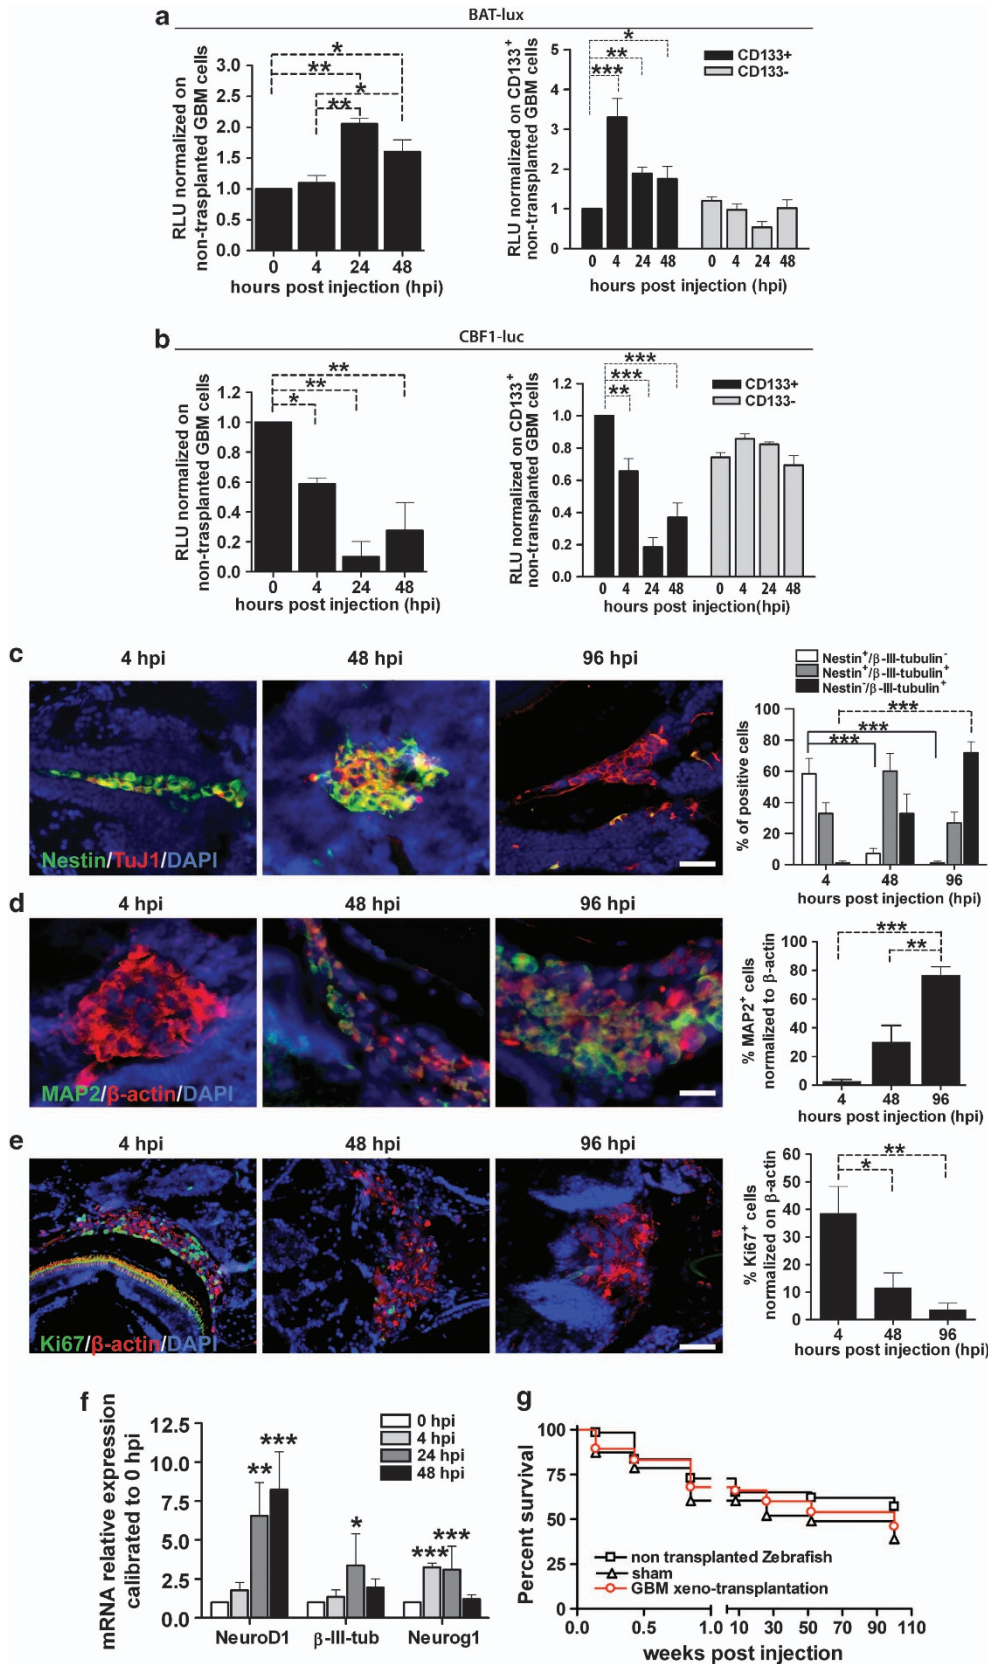 a
BAT-lux
RLU normalized on
non-trasplanted GBM cells
3.0
2.5
2.0
1.5
1.0
0.5
0.0
*
**
*
**
0 4 24 48
hours post injection (hpi)
RLU normalized on CD133+
non-transplanted GBM cells
5
4
3
2
1
0
*
**
***
CD133+
CD133-
0 4 24 48 0 4 24 48
hours post injection (hpi)
b
CBF1-luc
RLU normalized on
non-trasplanted GBM cells
1.2
1.0
0.8
0.6
0.4
0.2
0.0
**
**
*
0 4 24 48
hours post injection (hpi)
RLU normalized on CD133+
non-transplanted GBM cells
1.2
1.0
0.8
0.6
0.4
0.2
0.0
***
***
**
CD133+
CD133-
0 4 24 48 0 4 24 48
hours post injection(hpi)
c
4 hpi 48 hpi 96 hpi
Nestin/TuJ1/DAPI
Nestin+/β-III-tubulin-
Nestin+/β-III-tubulin+
Nestin-/β-III-tubulin+
% of positive cells
100
80
60
40
20
0
***
***
***
4 48 96
hours post injection (hpi)
d
4 hpi 48 hpi 96 hpi
MAP2/β-actin/DAPI
% MAP2+ cells
normalized to β-actin
100
80
60
40
20
0
***
**
4 48 96
hours post injection (hpi)
e
4 hpi 48 hpi 96 hpi
Ki67/β-actin/DAPI
% Ki67+ cells
normalized on β-actin
60
50
40
30
20
10
0
**
*
4 48 96
hours post injection (hpi)
f
mRNA relative expression
calibrated to 0 hpi
12.5
10.0
7.5
5.0
2.5
0.0
0 hpi
4 hpi
24 hpi
48 hpi
***
**
*
***
***
NeuroD1 β-III-tub Neurog1
g
Percent survival
100
75
50
25
0
non transplanted Zebrafish
sham
GBM xeno-transplantation
0.0 0.5 1.0 10 30 50 70 90 110
weeks post injection